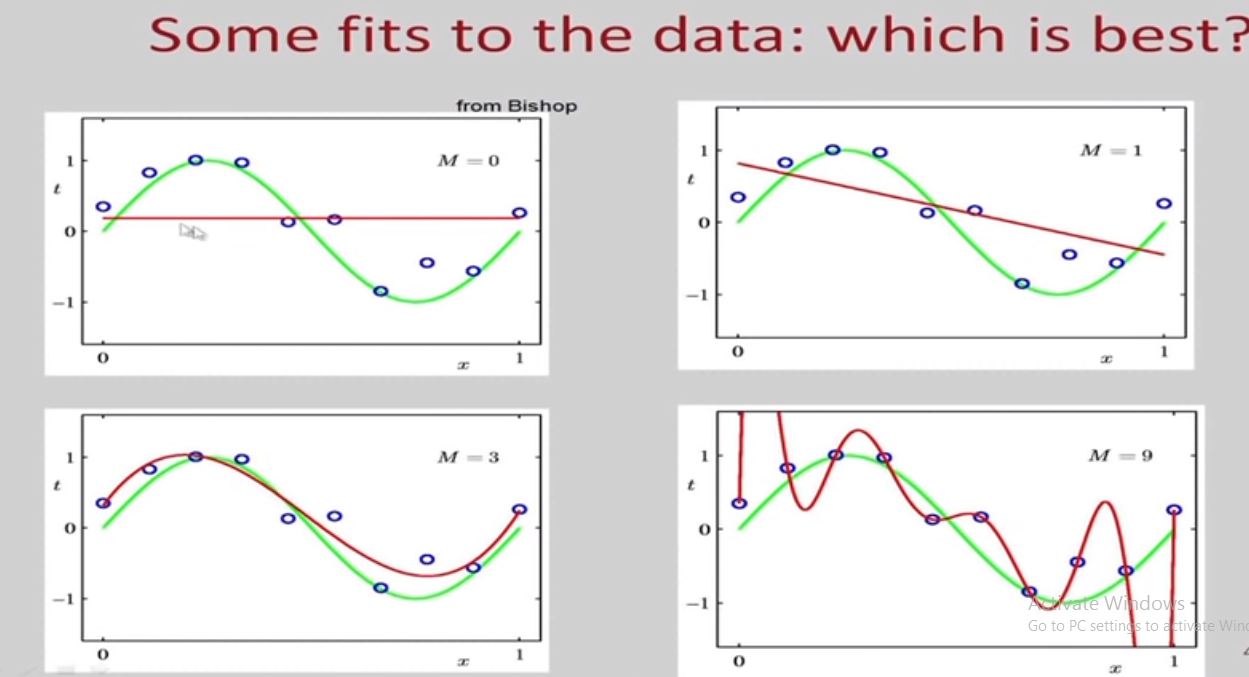 Some fits to the data: which is best?
from Bishop
M = 0
1
t
0
−1
0
x
1
M = 1
1
t
0
−1
0
x
1
M = 3
1
t
0
−1
0
x
1
M = 9
1
t
0
−1
0
x
1
Activate Windows
Go to PC settings to activate